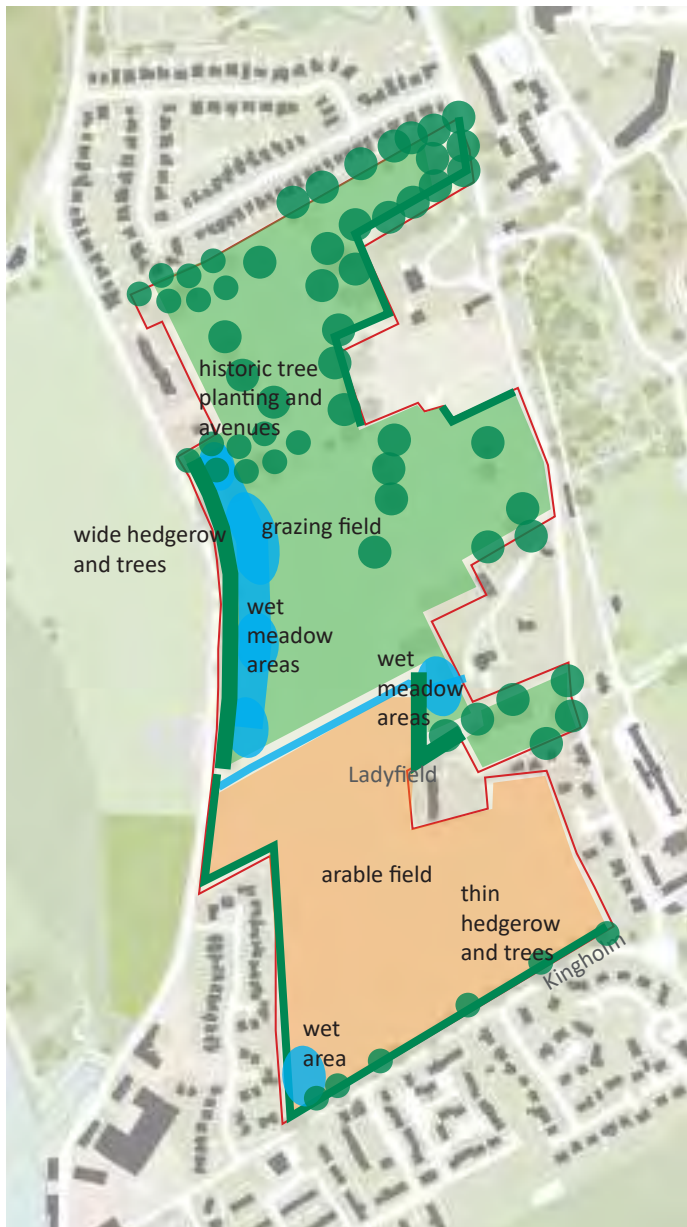 historic tree
planting and
avenues
grazing field
wide hedgerow
and trees
wet
meadow
areas
wet
meadow
areas
Ladyfield
arable field
thin
hedgerow
and trees
Kingholm
wet
area